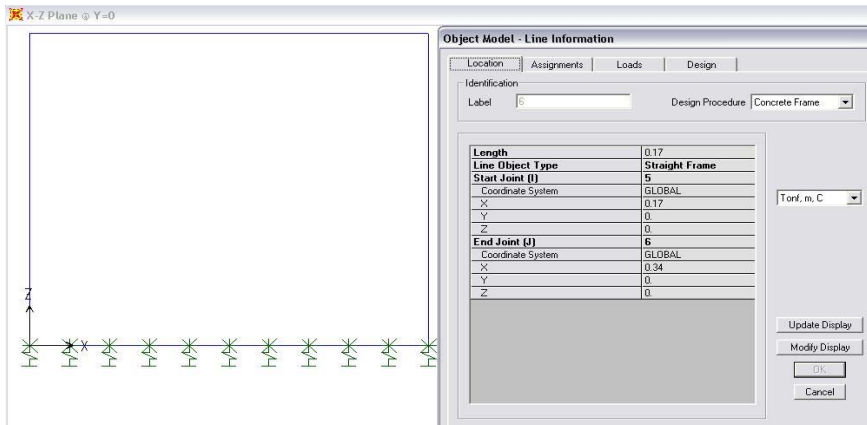 X-Z Plane @ Y=0
Z
X
Object Model - Line Information
Location Assignments Loads Design
Identification
Label 6 Design Procedure Concrete Frame
Length 0.17
Line Object Type Straight Frame
Start Joint (I) 5
Coordinate System GLOBAL
X 0.17
Y 0.
Z 0.
End Joint (J) 6
Coordinate System GLOBAL
X 0.34
Y 0.
Z 0.
Tonf, m, C
Update Display
Modify Display
OK
Cancel